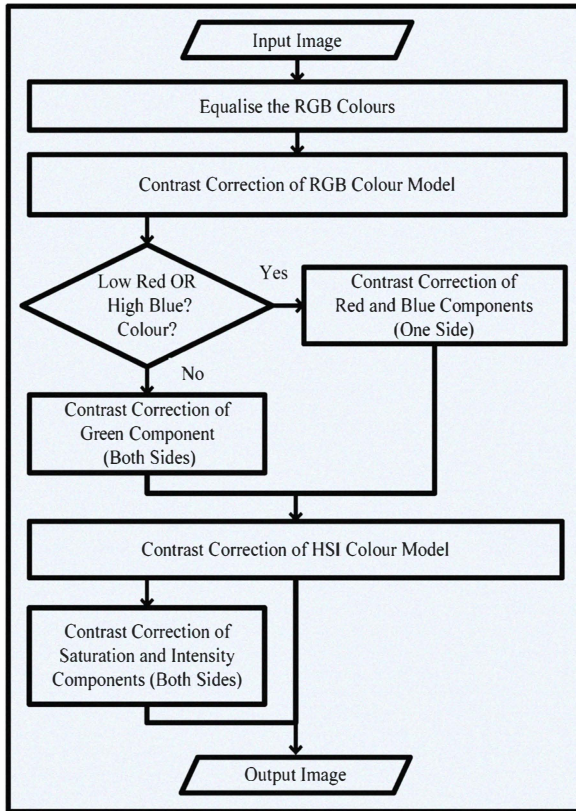 Input Image
Equalise the RGB Colours
Contrast Correction of RGB Colour Model
Low Red OR
High Blue?
Colour?
Yes
Contrast Correction of
Red and Blue Components
(One Side)
No
Contrast Correction of
Green Component
(Both Sides)
Contrast Correction of HSI Colour Model
Contrast Correction of
Saturation and Intensity
Components (Both Sides)
Output Image